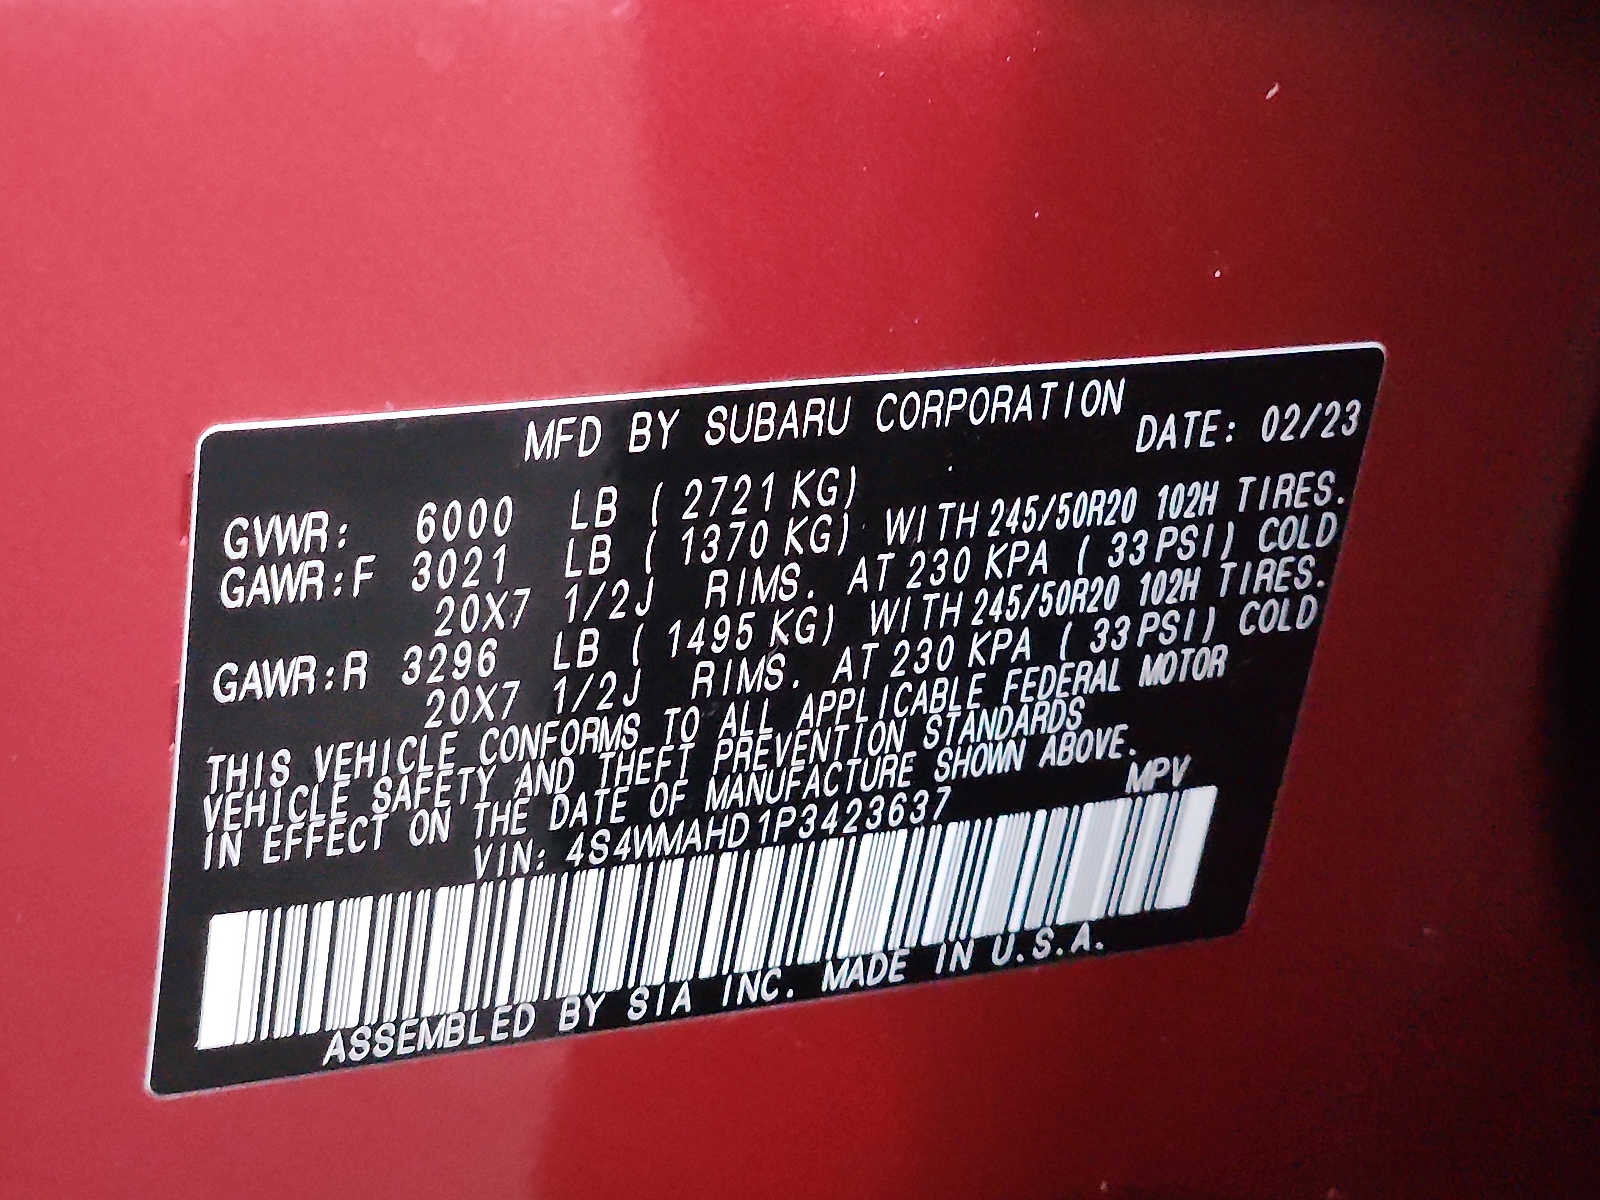 MFD BY SUBARU CORPORATION DATE: 02/23
GVWR: 6000 LB ( 2721 KG)
GAWR:F 3021 LB ( 1370 KG) WITH 245/50R20 102H TIRES.
20X7 1/2J RIMS. AT 230 KPA ( 33 PSI) COLD
GAWR:R 3296 LB ( 1495 KG) WITH 245/50R20 102H TIRES.
20X7 1/2J RIMS. AT 230 KPA ( 33 PSI) COLD
THIS VEHICLE CONFORMS TO ALL APPLICABLE FEDERAL MOTOR
VEHICLE SAFETY AND THEFT PREVENTION STANDARDS
IN EFFECT ON THE DATE OF MANUFACTURE SHOWN ABOVE.
VIN: 4S4WMAHD1P3423637 MPV
ASSEMBLED BY SIA INC. MADE IN U.S.A.